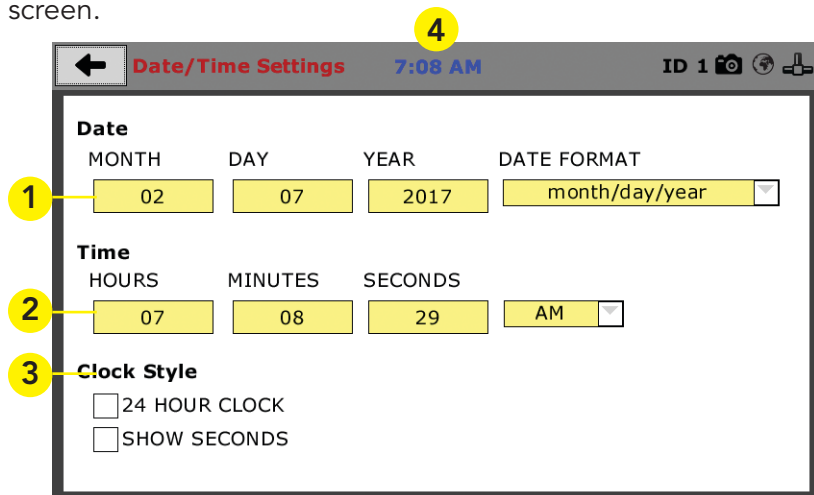 screen.
4
Date/Time Settings 7:08 AM ID 1
Date
MONTH DAY YEAR DATE FORMAT
1 02 07 2017 month/day/year
Time
HOURS MINUTES SECONDS
2 07 08 29 AM
3 Clock Style
24 HOUR CLOCK
SHOW SECONDS